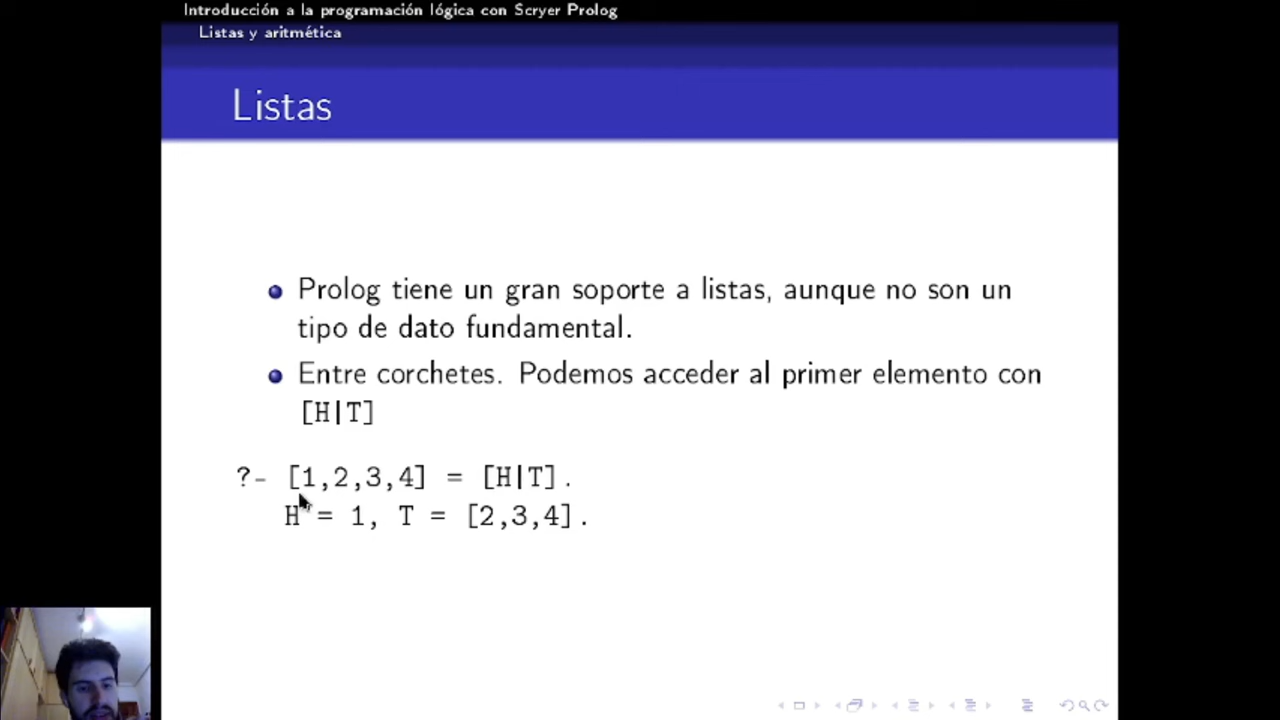 Introducción a la programación lógica con Scryer Prolog
Listas y aritmética
Listas
Prolog tiene un gran soporte a listas, aunque no son un
tipo de dato fundamental.
Entre corchetes. Podemos acceder al primer elemento con
[H|T]
?- [1,2,3,4] = [H|T].
H = 1, T = [2,3,4].